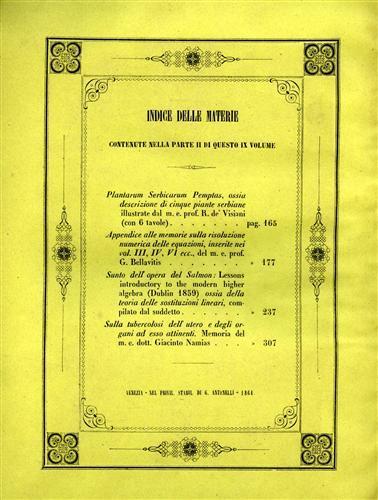 INDICE DELLE MATERIE
CONTENUTE NELLA PARTE II DI QUESTO IX VOLUME
Plantarum Serbicarum Pemptas, ossia
descrizione di cinque piante serbiane
illustrate dal m. e. prof. R. de' Visiani
(con 6 tavole) . . . . . . . pag. 165
Appendice alle memorie sulla risoluzione
numerica delle equazioni, inserite nei
vol. III, IV, VI ecc., del m. e. prof.
G. Bellavitis . . . . . . . . » 177
Sunto dell'opera del Salmon: Lessons
introductory to the modern higher
algebra (Dublin 1859) ossia della
teoria delle sostituzioni lineari, com-
pilato dal suddetto . . . . . » 237
Sulla tubercolosi dell'utero e degli or-
gani ad esso attinenti. Memoria del
m. e. dott. Giacinto Namias . . . » 307
VENEZIA - NEL PRIVIL. STABIL. DI G. ANTONELLI - 1861